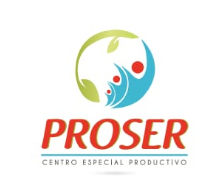 PROSER
CENTRO ESPECIAL PRODUCTIVO